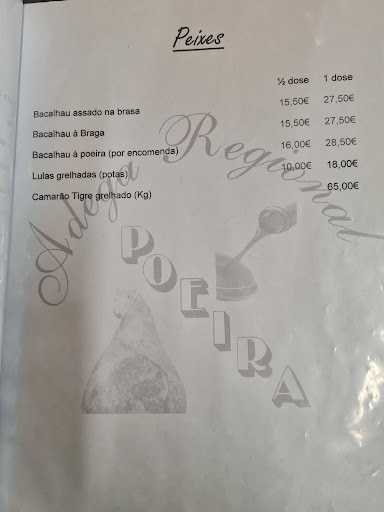 Peixes
½ dose 1 dose
Bacalhau assado na brasa 15,50€ 27,50€
Bacalhau á Braga 15,50€ 27,50€
Bacalhau à poeira (por encomenda) 16,00€ 28,50€
Lulas grelhadas (potas) 10,00€ 18,00€
Camarão Tigre grelhado (Kg) 65,00€
Adega Regional
POEIRA